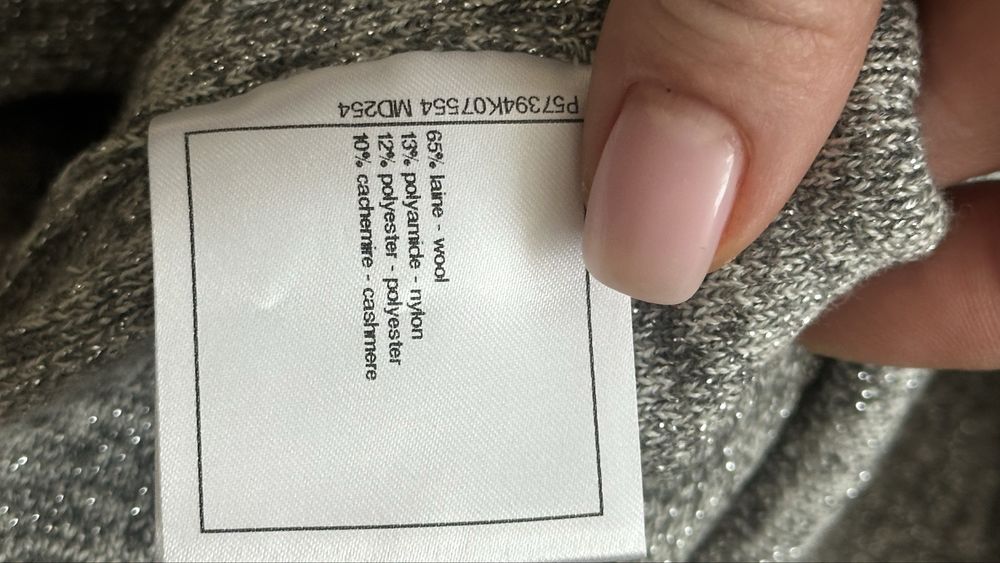 P57394K07554 MD254
65% laine - wool
13% polyamide - nylon
12% polyester - polyester
10% cachemire - cashmere